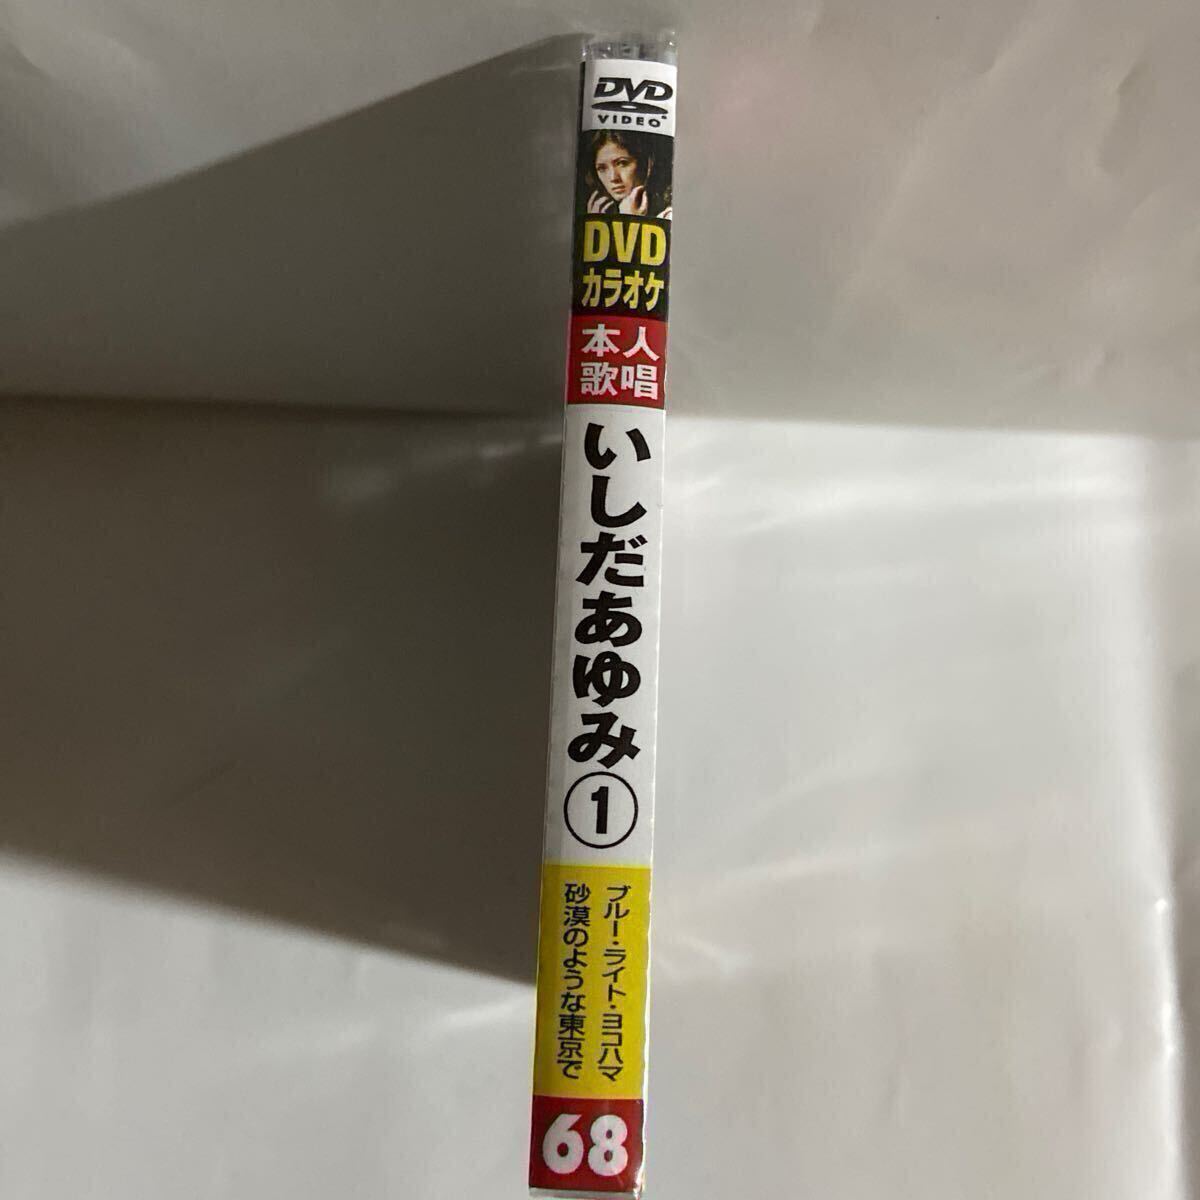 DVD
VIDEO
DVD
カラオケ
本人
歌唱
いしだあゆみ①
ブルー・ライト・ヨコハマ
砂漠のような東京で
68